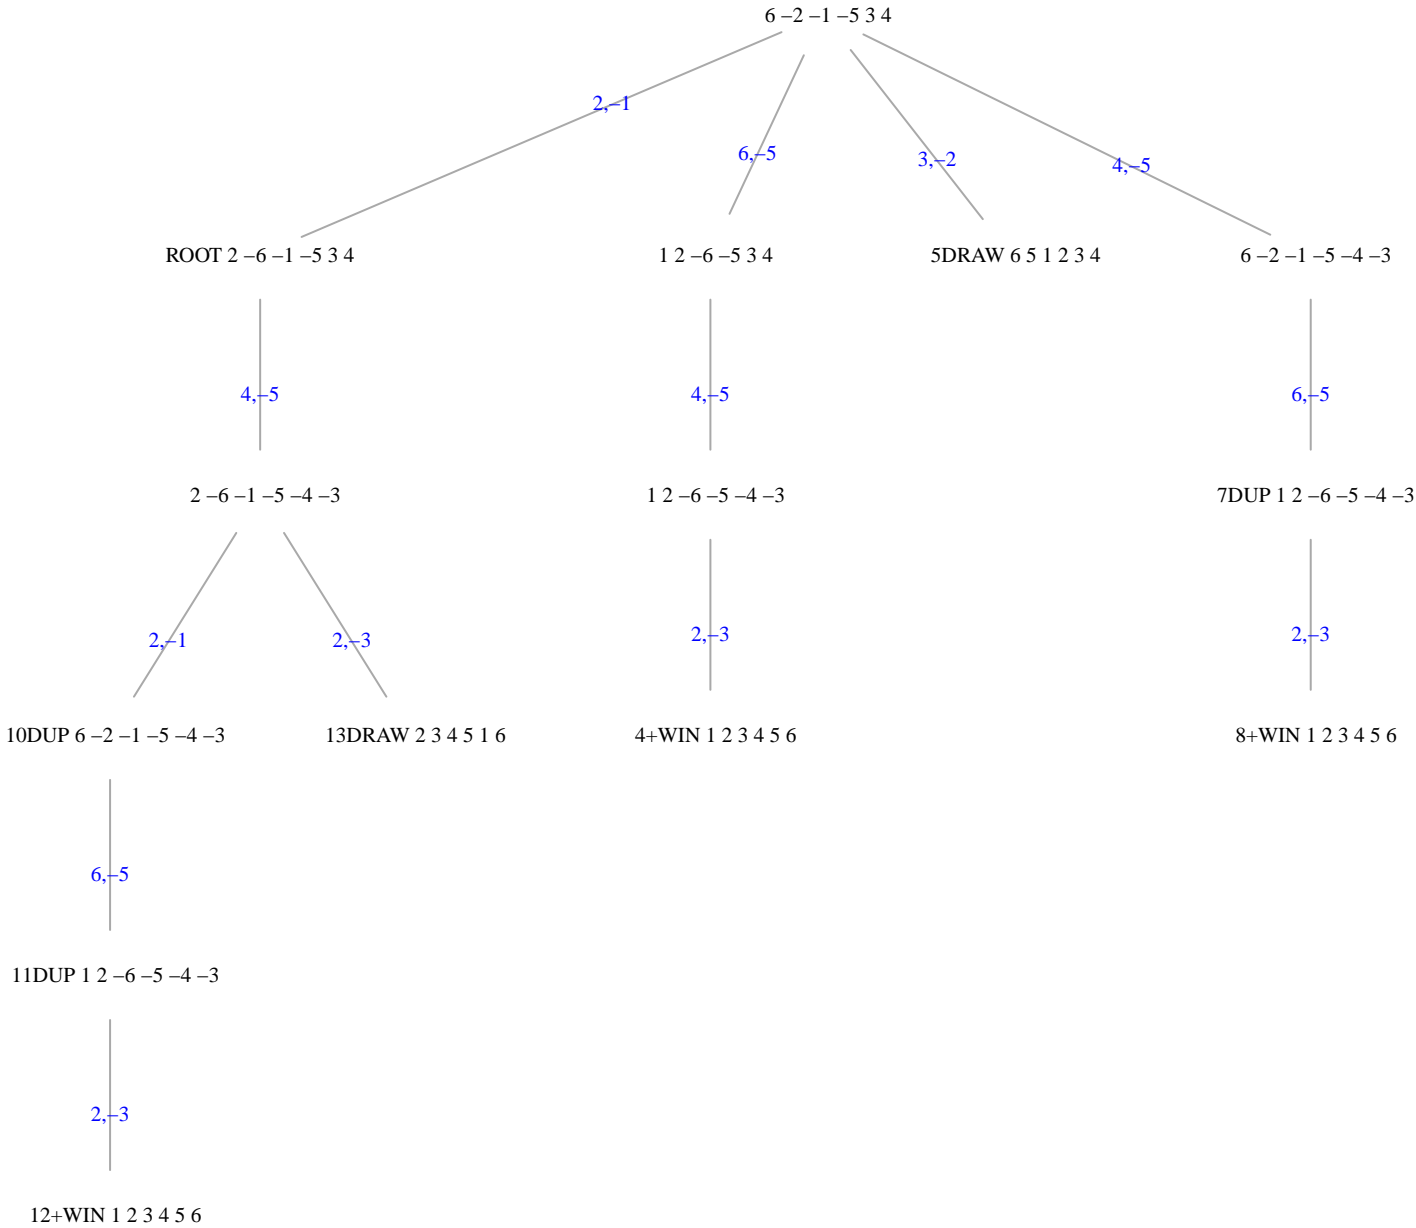 6 –2 –1 –5 3 4
2,–1
6,–5
3,–2
4,–5
ROOT 2 –6 –1 –5 3 4
1 2 –6 –5 3 4
5DRAW 6 5 1 2 3 4
6 –2 –1 –5 –4 –3
4,–5
4,–5
6,–5
2 –6 –1 –5 –4 –3
1 2 –6 –5 –4 –3
7DUP 1 2 –6 –5 –4 –3
2,–1
2,–3
2,–3
2,–3
10DUP 6 –2 –1 –5 –4 –3
13DRAW 2 3 4 5 1 6
4+WIN 1 2 3 4 5 6
8+WIN 1 2 3 4 5 6
6,–5
11DUP 1 2 –6 –5 –4 –3
2,–3
12+WIN 1 2 3 4 5 6